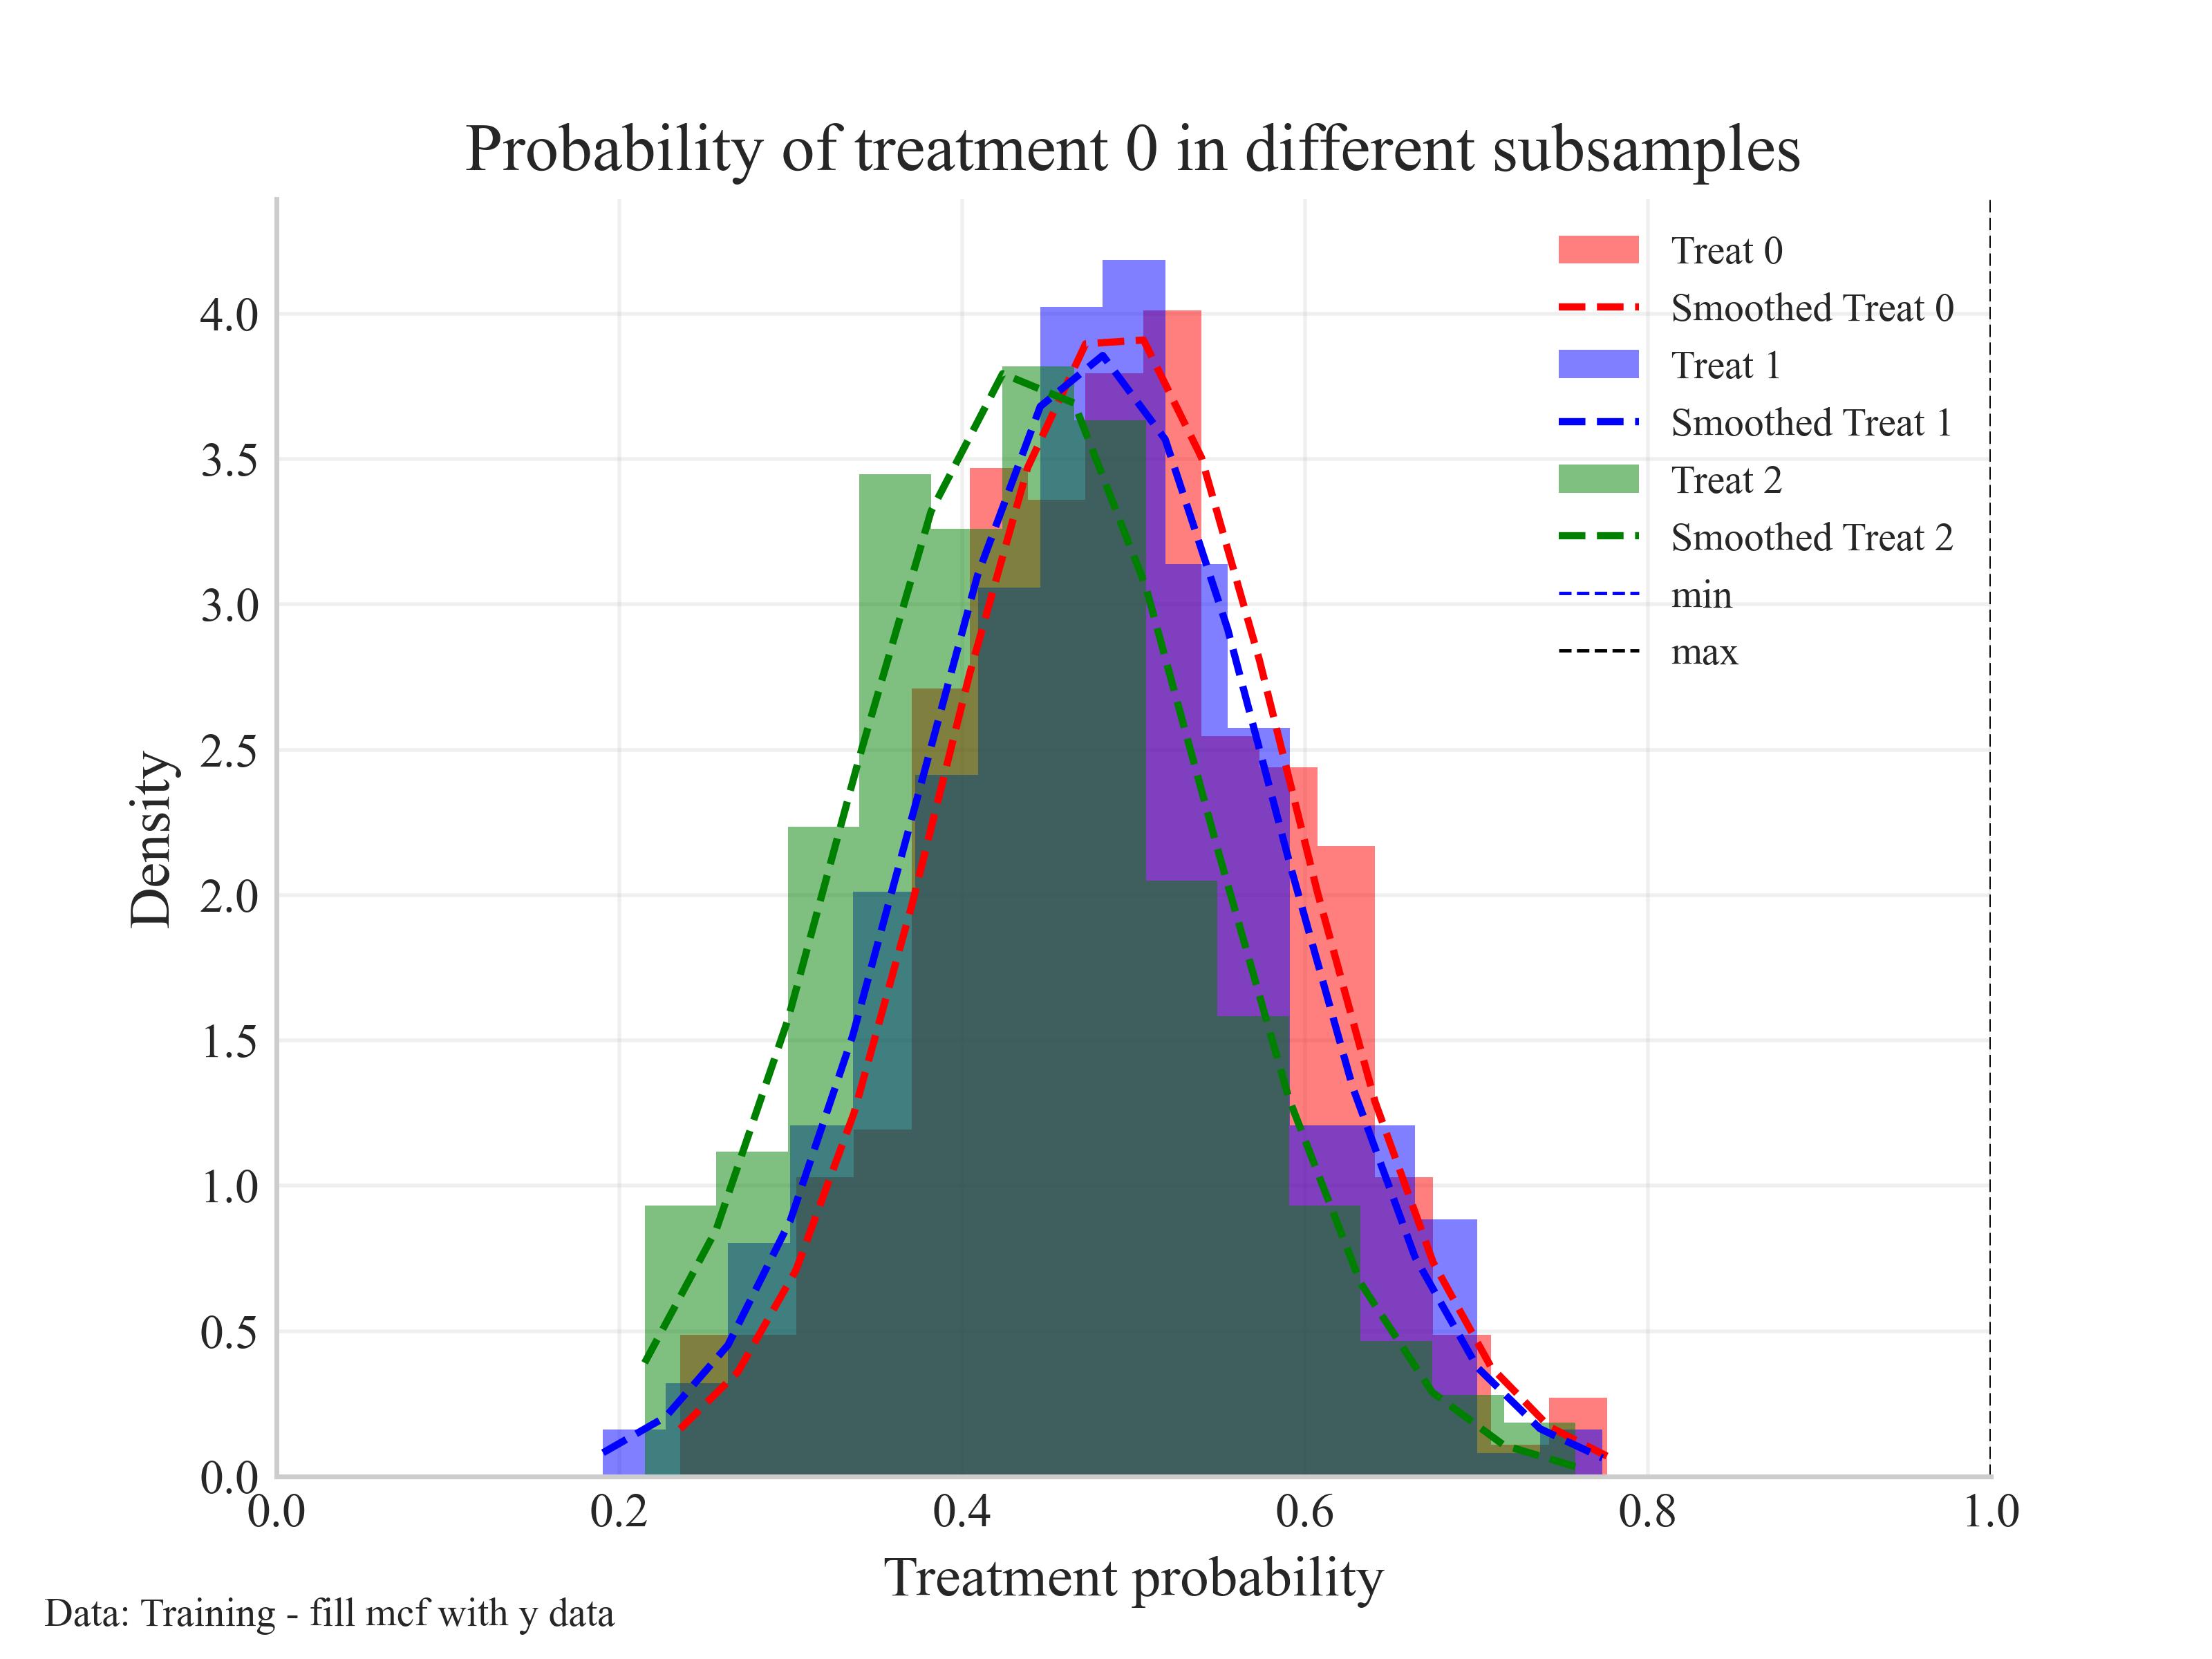 Probability of treatment 0 in different subsamples
Treat 0
Smoothed Treat 0
Treat 1
Smoothed Treat 1
Treat 2
Smoothed Treat 2
min
max
Density
4.0
3.5
3.0
2.5
2.0
1.5
1.0
0.5
0.0
0.0 0.2 0.4 0.6 0.8 1.0
Treatment probability
Data: Training - fill mcf with y data